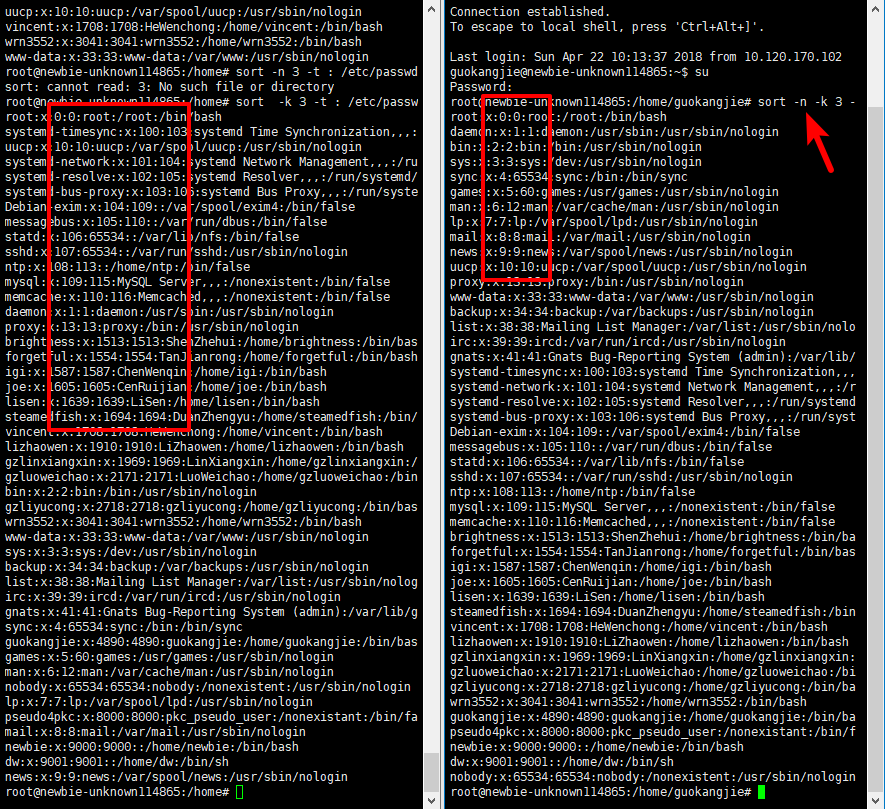 uucp:x:10:10:uucp:/var/spool/uucp:/usr/sbin/nologin
vincent:x:1708:1708:HeWenchong:/home/vincent:/bin/bash
wrn3552:x:3041:3041:wrn3552:/home/wrn3552:/bin/bash
www-data:x:33:33:www-data:/var/www:/usr/sbin/nologin
root@newbie-unknown114865:/home# sort -n 3 -t : /etc/passwd
sort: cannot read: 3: No such file or directory
root@newbie-unknown114865:/home# sort  -k 3 -t : /etc/passw
root:x:0:0:root:/root:/bin/bash
systemd-timesync:x:100:103:systemd Time Synchronization,,,:
uucp:x:10:10:uucp:/var/spool/uucp:/usr/sbin/nologin
systemd-network:x:101:104:systemd Network Management,,,:/ru
systemd-resolve:x:102:105:systemd Resolver,,,:/run/systemd/
systemd-bus-proxy:x:103:106:systemd Bus Proxy,,,:/run/syste
Debian-exim:x:104:109::/var/spool/exim4:/bin/false
messagebus:x:105:110::/var/run/dbus:/bin/false
statd:x:106:65534::/var/lib/nfs:/bin/false
sshd:x:107:65534::/var/run/sshd:/usr/sbin/nologin
ntp:x:108:113::/home/ntp:/bin/false
mysql:x:109:115:MySQL Server,,,:/nonexistent:/bin/false
memcache:x:110:116:Memcached,,,:/nonexistent:/bin/false
daemon:x:1:1:daemon:/usr/sbin:/usr/sbin/nologin
proxy:x:13:13:proxy:/bin:/usr/sbin/nologin
brightness:x:1513:1513:ShenZhehui:/home/brightness:/bin/bas
forgetful:x:1554:1554:TanJianrong:/home/forgetful:/bin/bash
igi:x:1587:1587:ChenWenqin:/home/igi:/bin/bash
joe:x:1605:1605:CenRuijian:/home/joe:/bin/bash
lisen:x:1639:1639:LiSen:/home/lisen:/bin/bash
steamedfish:x:1694:1694:DuanZhengyu:/home/steamedfish:/bin/
vincent:x:1708:1708:HeWenchong:/home/vincent:/bin/bash
lizhaowen:x:1910:1910:LiZhaowen:/home/lizhaowen:/bin/bash
gzlinxiangxin:x:1969:1969:LinXiangxin:/home/gzlinxiangxin:/
gzluoweichao:x:2171:2171:LuoWeichao:/home/gzluoweichao:/bin
bin:x:2:2:bin:/bin:/usr/sbin/nologin
gzliyucong:x:2718:2718:gzliyucong:/home/gzliyucong:/bin/bas
wrn3552:x:3041:3041:wrn3552:/home/wrn3552:/bin/bash
www-data:x:33:33:www-data:/var/www:/usr/sbin/nologin
sys:x:3:3:sys:/dev:/usr/sbin/nologin
backup:x:34:34:backup:/var/backups:/usr/sbin/nologin
list:x:38:38:Mailing List Manager:/var/list:/usr/sbin/nolog
irc:x:39:39:ircd:/var/run/ircd:/usr/sbin/nologin
gnats:x:41:41:Gnats Bug-Reporting System (admin):/var/lib/g
sync:x:4:65534:sync:/bin:/bin/sync
guokangjie:x:4890:4890:guokangjie:/home/guokangjie:/bin/bas
games:x:5:60:games:/usr/games:/usr/sbin/nologin
man:x:6:12:man:/var/cache/man:/usr/sbin/nologin
nobody:x:65534:65534:nobody:/nonexistent:/usr/sbin/nologin
lp:x:7:7:lp:/var/spool/lpd:/usr/sbin/nologin
pseudo4pkc:x:8000:8000:pkc_pseudo_user:/nonexistant:/bin/fa
mail:x:8:8:mail:/var/mail:/usr/sbin/nologin
newbie:x:9000:9000::/home/newbie:/bin/bash
dw:x:9001:9001::/home/dw:/bin/sh
news:x:9:9:news:/var/spool/news:/usr/sbin/nologin
root@newbie-unknown114865:/home#
Connection established.
To escape to local shell, press 'Ctrl+Alt+]'.
Last login: Sun Apr 22 10:13:37 2018 from 10.120.170.102
guokangjie@newbie-unknown114865:~$ su
Password:
root@newbie-unknown114865:/home/guokangjie# sort -n -k 3 -
root:x:0:0:root:/root:/bin/bash
daemon:x:1:1:daemon:/usr/sbin:/usr/sbin/nologin
bin:x:2:2:bin:/bin:/usr/sbin/nologin
sys:x:3:3:sys:/dev:/usr/sbin/nologin
sync:x:4:65534:sync:/bin:/bin/sync
games:x:5:60:games:/usr/games:/usr/sbin/nologin
man:x:6:12:man:/var/cache/man:/usr/sbin/nologin
lp:x:7:7:lp:/var/spool/lpd:/usr/sbin/nologin
mail:x:8:8:mail:/var/mail:/usr/sbin/nologin
news:x:9:9:news:/var/spool/news:/usr/sbin/nologin
uucp:x:10:10:uucp:/var/spool/uucp:/usr/sbin/nologin
proxy:x:13:13:proxy:/bin:/usr/sbin/nologin
www-data:x:33:33:www-data:/var/www:/usr/sbin/nologin
backup:x:34:34:backup:/var/backups:/usr/sbin/nologin
list:x:38:38:Mailing List Manager:/var/list:/usr/sbin/nolo
irc:x:39:39:ircd:/var/run/ircd:/usr/sbin/nologin
gnats:x:41:41:Gnats Bug-Reporting System (admin):/var/lib/
systemd-timesync:x:100:103:systemd Time Synchronization,,,
systemd-network:x:101:104:systemd Network Management,,,:/r
systemd-resolve:x:102:105:systemd Resolver,,,:/run/systemd
systemd-bus-proxy:x:103:106:systemd Bus Proxy,,,:/run/syst
Debian-exim:x:104:109::/var/spool/exim4:/bin/false
messagebus:x:105:110::/var/run/dbus:/bin/false
statd:x:106:65534::/var/lib/nfs:/bin/false
sshd:x:107:65534::/var/run/sshd:/usr/sbin/nologin
ntp:x:108:113::/home/ntp:/bin/false
mysql:x:109:115:MySQL Server,,,:/nonexistent:/bin/false
memcache:x:110:116:Memcached,,,:/nonexistent:/bin/false
brightness:x:1513:1513:ShenZhehui:/home/brightness:/bin/ba
forgetful:x:1554:1554:TanJianrong:/home/forgetful:/bin/bas
igi:x:1587:1587:ChenWenqin:/home/igi:/bin/bash
joe:x:1605:1605:CenRuijian:/home/joe:/bin/bash
lisen:x:1639:1639:LiSen:/home/lisen:/bin/bash
steamedfish:x:1694:1694:DuanZhengyu:/home/steamedfish:/bin
vincent:x:1708:1708:HeWenchong:/home/vincent:/bin/bash
lizhaowen:x:1910:1910:LiZhaowen:/home/lizhaowen:/bin/bash
gzlinxiangxin:x:1969:1969:LinXiangxin:/home/gzlinxiangxin:
gzluoweichao:x:2171:2171:LuoWeichao:/home/gzluoweichao:/bi
gzliyucong:x:2718:2718:gzliyucong:/home/gzliyucong:/bin/ba
wrn3552:x:3041:3041:wrn3552:/home/wrn3552:/bin/bash
guokangjie:x:4890:4890:guokangjie:/home/guokangjie:/bin/ba
pseudo4pkc:x:8000:8000:pkc_pseudo_user:/nonexistant:/bin/f
newbie:x:9000:9000::/home/newbie:/bin/bash
dw:x:9001:9001::/home/dw:/bin/sh
nobody:x:65534:65534:nobody:/nonexistent:/usr/sbin/nologin
root@newbie-unknown114865:/home/guokangjie#